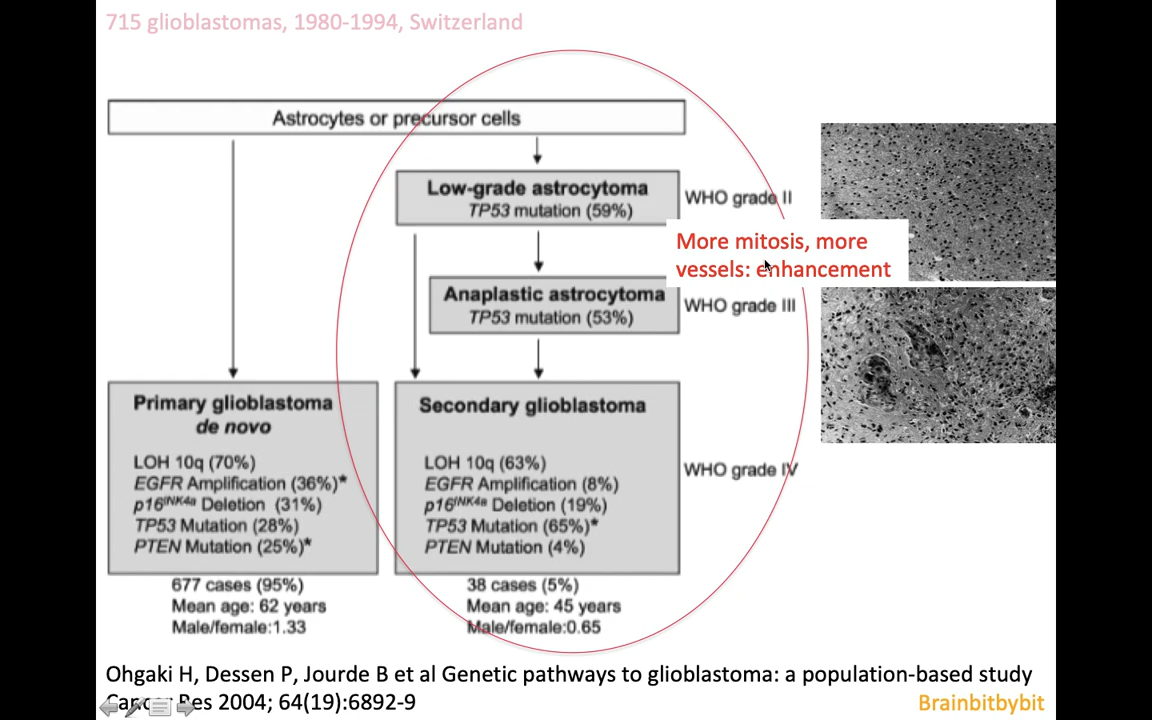 715 glioblastomas, 1980-1994, Switzerland
Astrocytes or precursor cells
Low-grade astrocytoma
TP53 mutation (59%)
WHO grade II
More mitosis, more
vessels: enhancement
Anaplastic astrocytoma
TP53 mutation (53%)
WHO grade III
Primary glioblastoma
de novo
LOH 10q (70%)
EGFR Amplification (36%)*
p16INK4a Deletion (31%)
TP53 Mutation (28%)
PTEN Mutation (25%)*
677 cases (95%)
Mean age: 62 years
Male/female:1.33
Secondary glioblastoma
LOH 10q (63%)
EGFR Amplification (8%)
p16INK4a Deletion (19%)
TP53 Mutation (65%)*
PTEN Mutation (4%)
WHO grade IV
38 cases (5%)
Mean age: 45 years
Male/female:0.65
Ohgaki H, Dessen P, Jourde B et al Genetic pathways to glioblastoma: a population-based study
Cancer Res 2004; 64(19):6892-9
Brainbitbybit